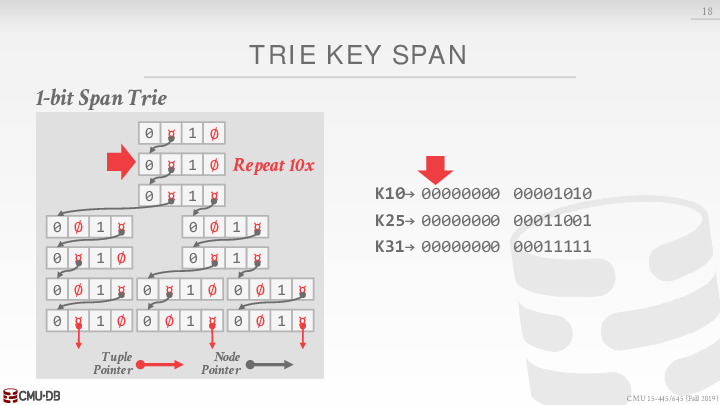 18
TRIE KEY SPAN
1-bit Span Trie
0 ¤ 1 Ø
0 ¤ 1 Ø Repeat 10x
0 ¤ 1 ¤
0 Ø 1 ¤ 0 Ø 1 ¤
0 ¤ 1 Ø 0 ¤ 1 ¤
0 Ø 1 ¤ 0 ¤ 1 Ø 0 Ø 1 ¤
0 ¤ 1 Ø 0 Ø 1 ¤ 0 Ø 1 ¤
Tuple Pointer
Node Pointer
K10→ 00000000 00001010
K25→ 00000000 00011001
K31→ 00000000 00011111
CMU·DB
CMU 15-445/645 (Fall 2019)